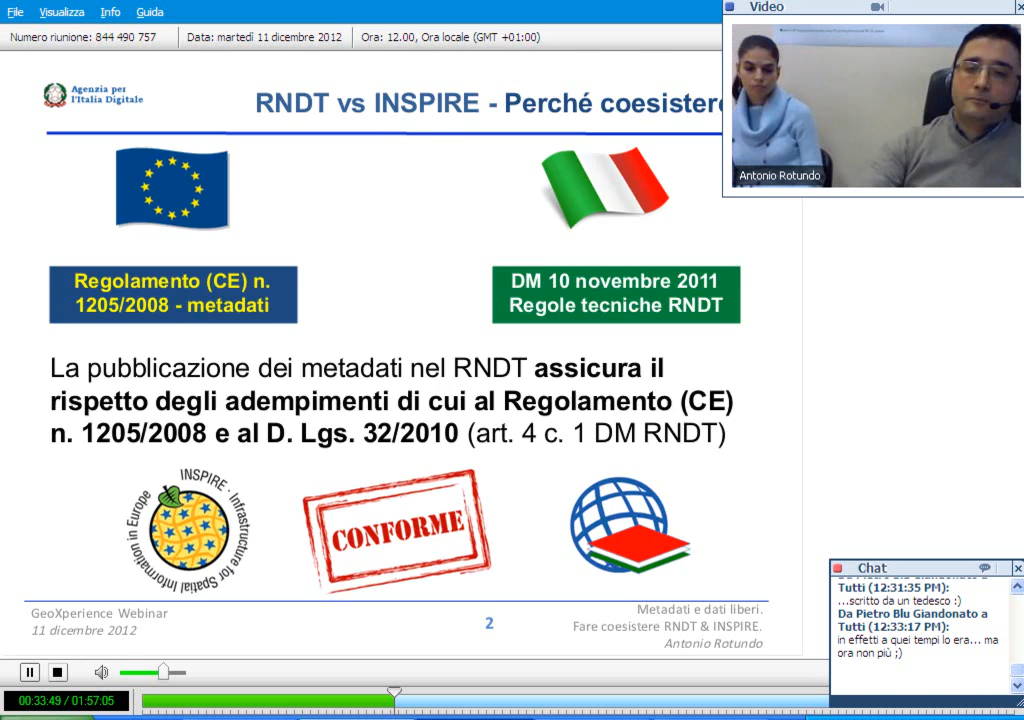 File Visualizza Info Guida
Video
Numero riunione: 844 490 757
Data: martedì 11 dicembre 2012
Ora: 12.00, Ora locale (GMT +01:00)
Agenzia per
l'Italia Digitale
RNDT vs INSPIRE - Perché coesistere
Antonio Rotundo
Regolamento (CE) n.
1205/2008 - metadati
DM 10 novembre 2011
Regole tecniche RNDT
La pubblicazione dei metadati nel RNDT assicura il
rispetto degli adempimenti di cui al Regolamento (CE)
n. 1205/2008 e al D. Lgs. 32/2010 (art. 4 c. 1 DM RNDT)
INSPIRE · Infrastructure for Spatial Information in Europe
CONFORME
GeoXperience Webinar
11 dicembre 2012
2
Metadati e dati liberi.
Fare coesistere RNDT & INSPIRE.
Antonio Rotundo
Chat
Da Pietro Blu Giandonato a
Tutti (12:31:35 PM):
...scritto da un tedesco :)
Da Pietro Blu Giandonato a
Tutti (12:33:17 PM):
in effetti a quei tempi lo era... ma
ora non più ;)
00:33:49 / 01:57:05